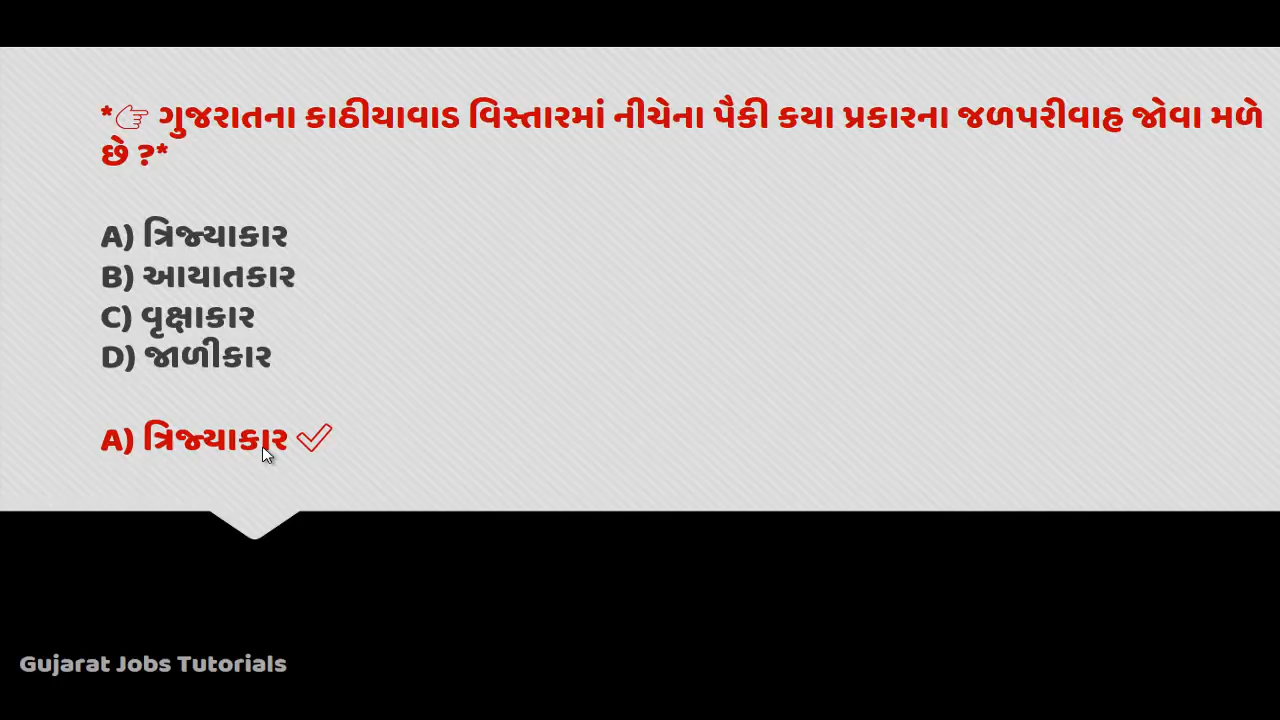 *👉 ગુજરાતના કાઠીયાવાડ વિસ્તારમાં નીચેના પૈકી કયા પ્રકારના જળપરીવાહ જોવા મળે
છે ?*
A) ત્રિજ્યાકાર
B) આયાતકાર
C) વૃક્ષાકાર
D) જાળીકાર
A) ત્રિજ્યાકાર ✅
Gujarat Jobs Tutorials